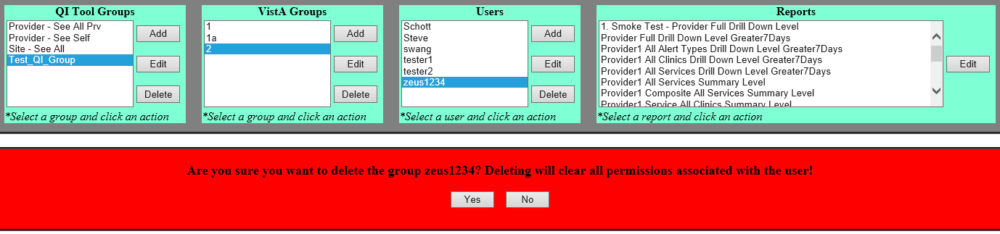 QI Tool Groups
Provider - See All Prv
Provider - See Self
Site - See All
Test_QI_Group
Add
Edit
Delete
*Select a group and click an action
VistA Groups
1
1a
2
Add
Edit
Delete
*Select a group and click an action
Users
Schott
Steve
swang
tester1
tester2
zeus1234
Add
Edit
Delete
*Select a user and click an action
Reports
1. Smoke Test - Provider Full Drill Down Level
Provider Full Drill Down Level Greater7Days
Provider1 All Alert Types Drill Down Level Greater7Days
Provider1 All Clinics Drill Down Level Greater7Days
Provider1 All Services Drill Down Level Greater7Days
Provider1 All Services Summary Level
Provider1 Composite All Services Summary Level
Provider1 Service All Clinics Summary Level
Edit
*Select a report and click an action
Are you sure you want to delete the group zeus1234? Deleting will clear all permissions associated with the user!
Yes
No